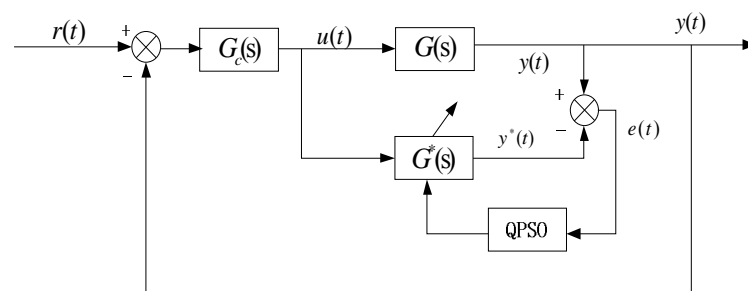 r(t)
+
−
G_c(s)
u(t)
G(s)
y(t)
y(t)
+
−
e(t)
G*(s)
y*(t)
QPSO